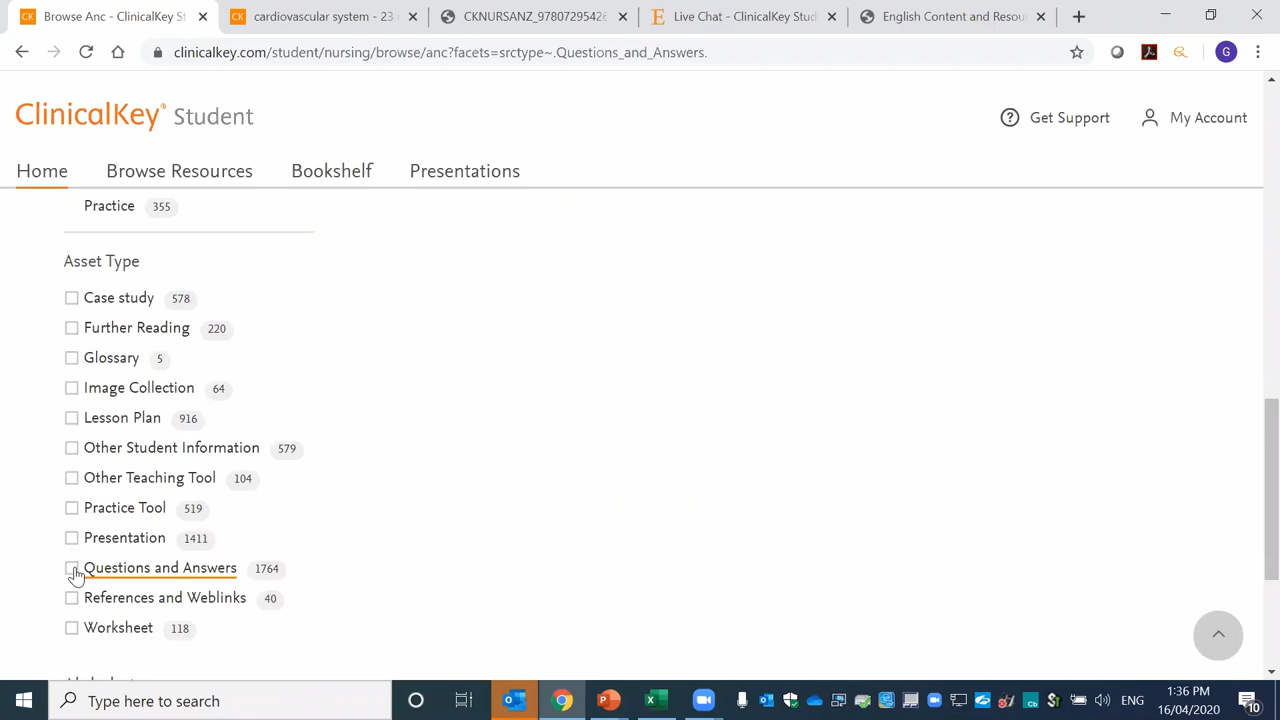 Browse Anc - ClinicalKey St
cardiovascular system - 23
CKNURSANZ_97807295426
Live Chat - ClinicalKey Stud
English Content and Resou
clinicalkey.com/student/nursing/browse/anc?facets=srctype~.Questions_and_Answers.
G
ClinicalKey® Student
Get Support
My Account
Home
Browse Resources
Bookshelf
Presentations
Practice 355
Asset Type
Case study 578
Further Reading 220
Glossary 5
Image Collection 64
Lesson Plan 916
Other Student Information 579
Other Teaching Tool 104
Practice Tool 519
Presentation 1411
Questions and Answers 1764
References and Weblinks 40
Worksheet 118
Type here to search
ENG
1:36 PM
16/04/2020
10